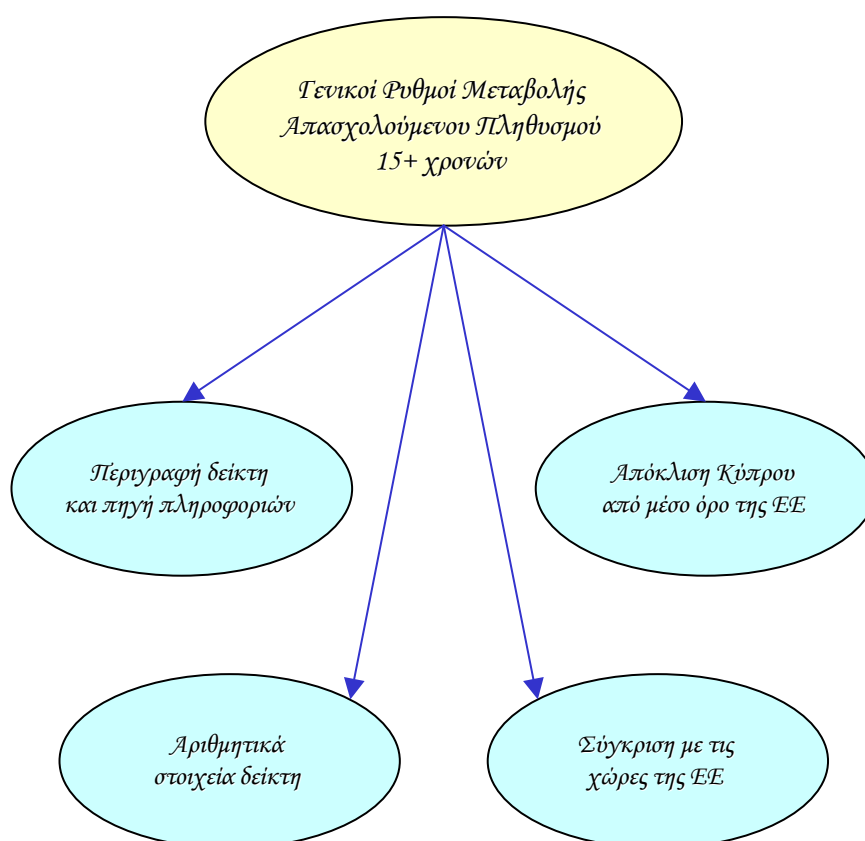 Γενικοί Ρυθμοί Μεταβολής
Απασχολούμενου Πληθυσμού
15+ χρονών
Περιγραφή δείκτη
και πηγή πληροφοριών
Απόκλιση Κύπρου
από μέσο όρο της ΕΕ
Αριθμητικά
στοιχεία δείκτη
Σύγκριση με τις
χώρες της ΕΕ